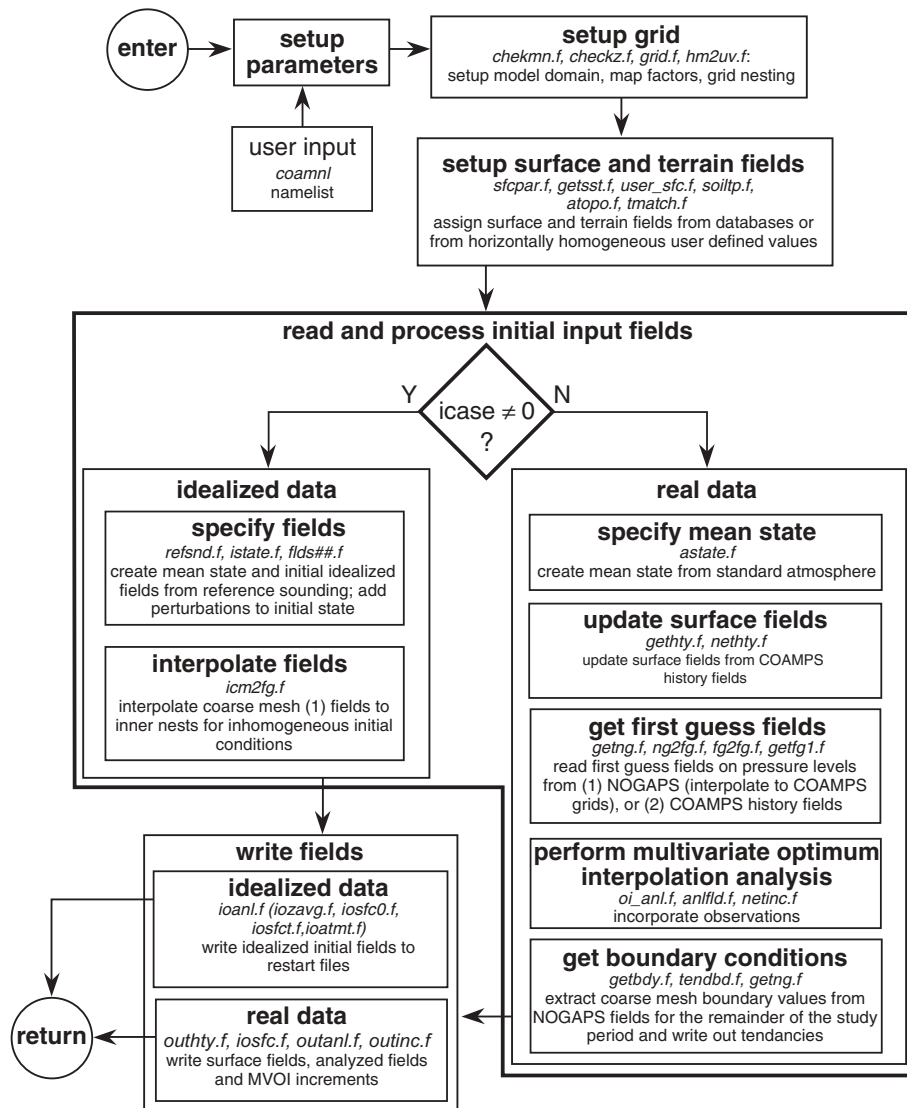 enter
setup
parameters
setup grid
chekmn.f, checkz.f, grid.f, hm2uv.f:
setup model domain, map factors, grid nesting
user input
coamnl
namelist
setup surface and terrain fields
sfcpar.f, getsst.f, user_sfc.f, soiltp.f,
atopo.f, tmatch.f
assign surface and terrain fields from databases or
from horizontally homogeneous user defined values
read and process initial input fields
Y
N
icase ≠ 0
?
idealized data
specify fields
refsnd.f, istate.f, flds##.f
create mean state and initial idealized
fields from reference sounding; add
perturbations to initial state
interpolate fields
icm2fg.f
interpolate coarse mesh (1) fields to
inner nests for inhomogeneous initial
conditions
real data
specify mean state
astate.f
create mean state from standard atmosphere
update surface fields
gethty.f, nethty.f
update surface fields from COAMPS
history fields
get first guess fields
getng.f, ng2fg.f, fg2fg.f, getfg1.f
read first guess fields on pressure levels
from (1) NOGAPS (interpolate to COAMPS
grids), or (2) COAMPS history fields
perform multivariate optimum
interpolation analysis
oi_anl.f, anlfld.f, netinc.f
incorporate observations
get boundary conditions
getbdy.f, tendbd.f, getng.f
extract coarse mesh boundary values from
NOGAPS fields for the remainder of the study
period and write out tendancies
write fields
idealized data
ioanl.f (iozavg.f, iosfc0.f,
iosfct.f,ioatmt.f)
write idealized initial fields to
restart files
real data
outhty.f, iosfc.f, outanl.f, outinc.f
write surface fields, analyzed fields
and MVOI increments
return